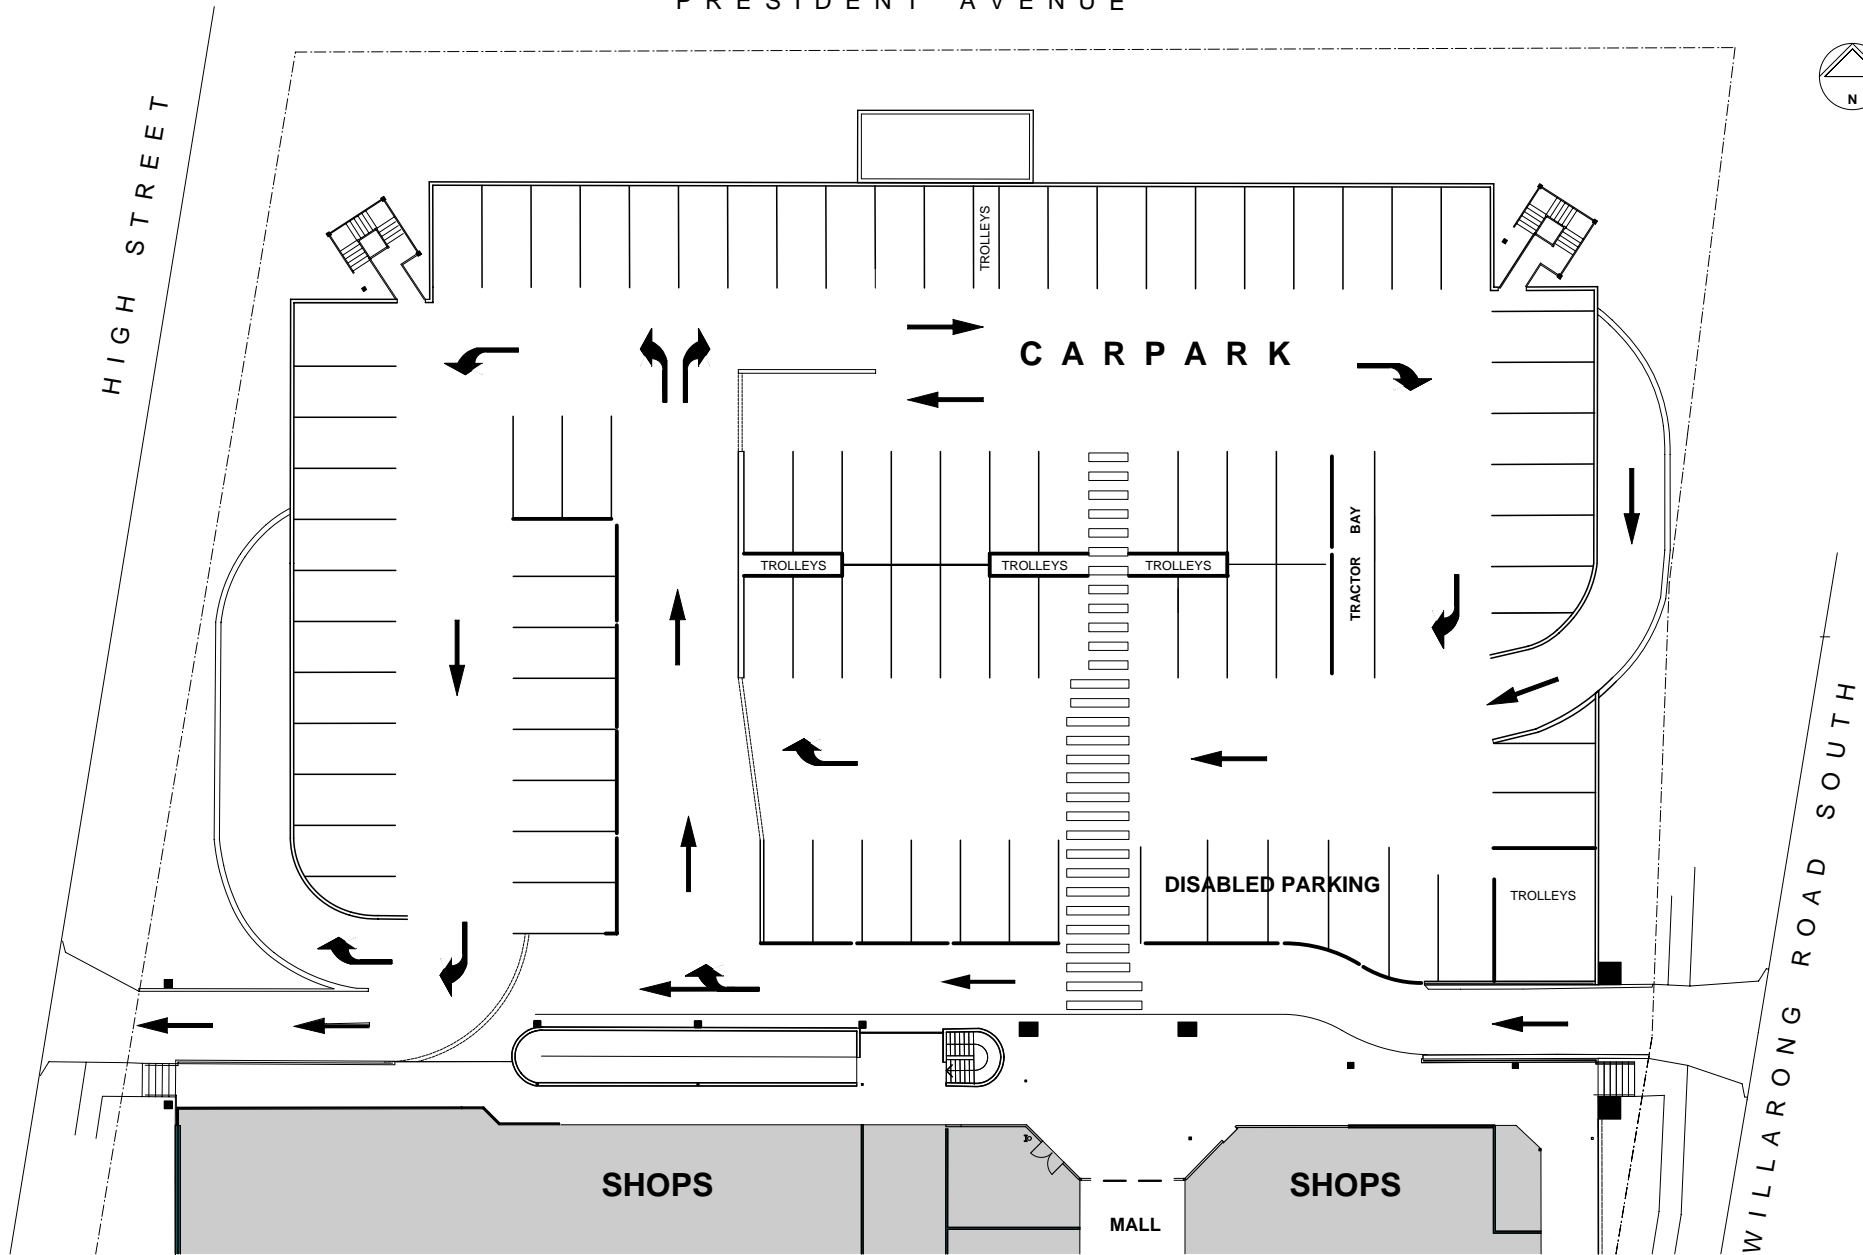 PRESIDENT AVENUE
HIGH STREET
N
TROLLEYS
CARPARK
TROLLEYS
TROLLEYS
TROLLEYS
TRACTOR BAY
DISABLED PARKING
TROLLEYS
WILLARONG ROAD SOUTH
SHOPS
SHOPS
MALL